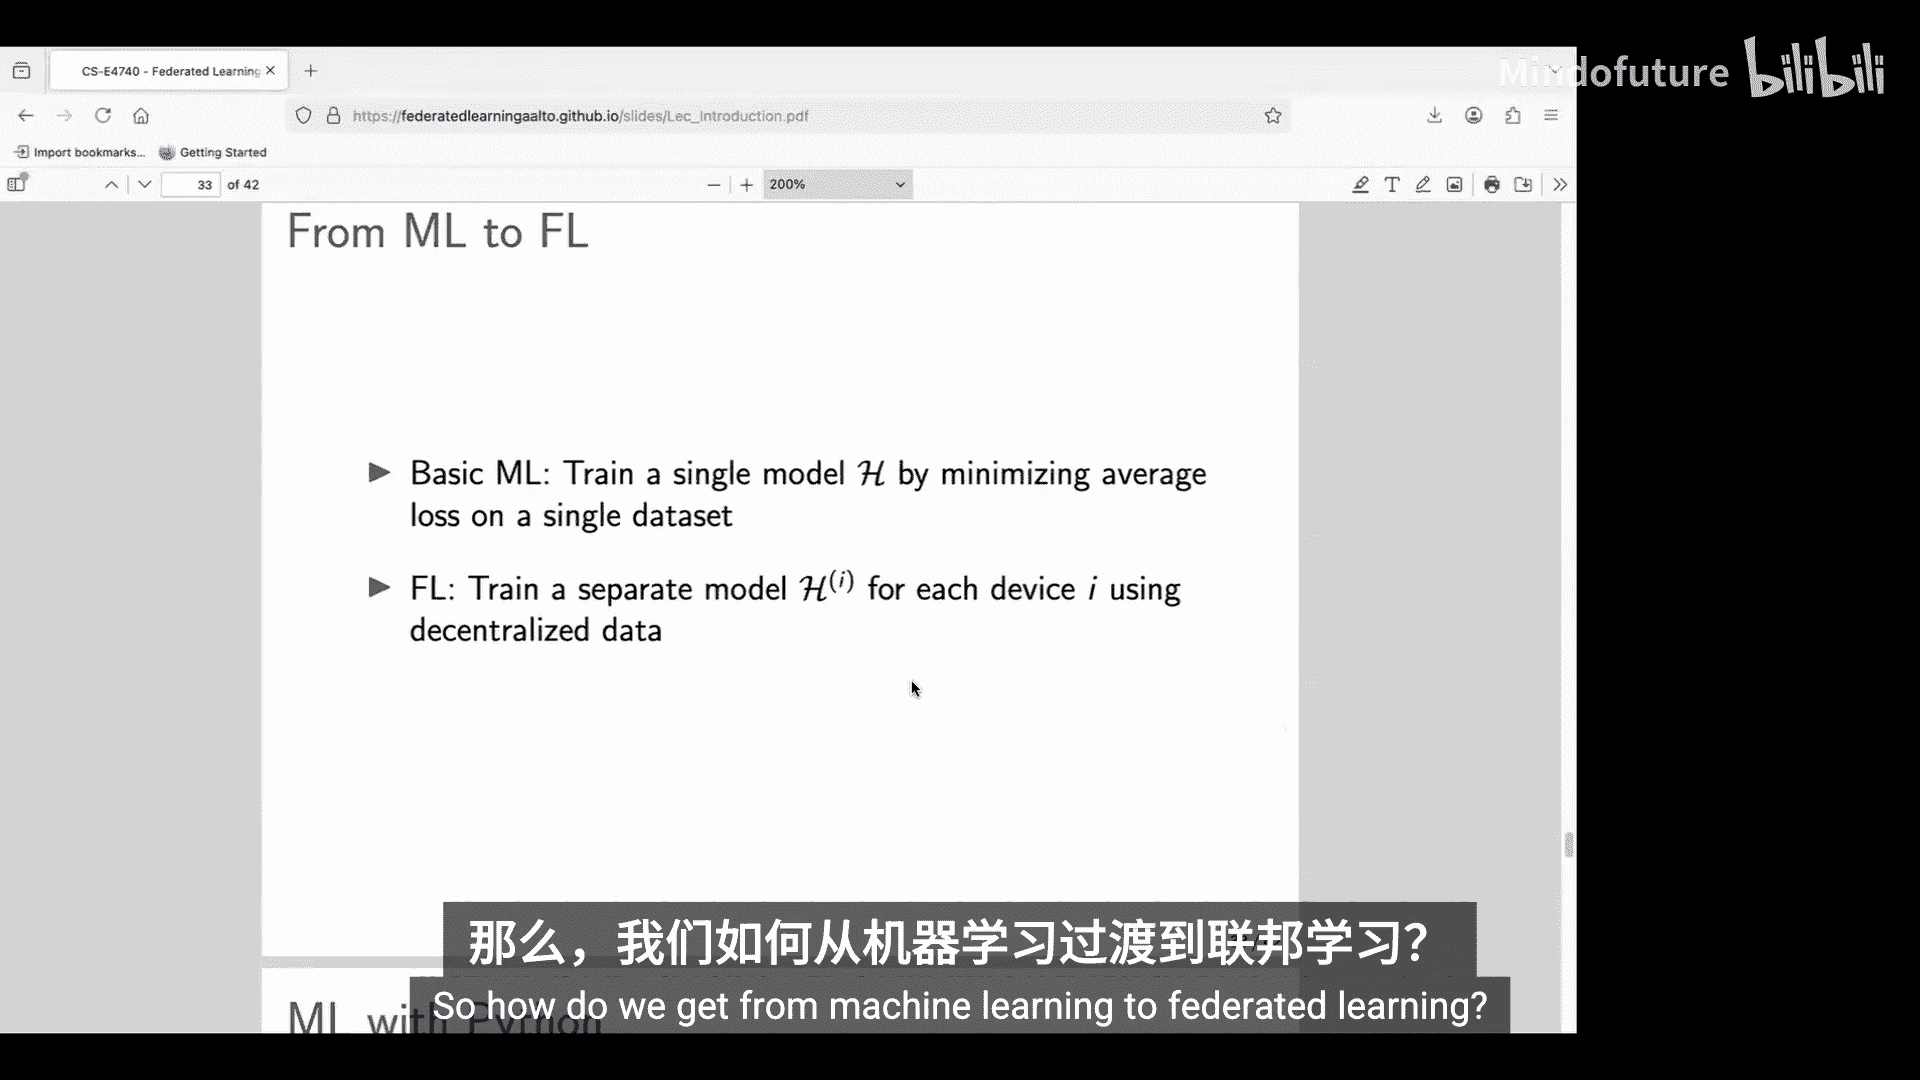 Mindofuture bilibili
CS-E4740 - Federated Learning
https://federatedlearningaalto.github.io/slides/Lec_Introduction.pdf
Import bookmarks... Getting Started
33 of 42 200%
From ML to FL
Basic ML: Train a single model ℋ by minimizing average
loss on a single dataset
FL: Train a separate model ℋ⁽ⁱ⁾ for each device i using
decentralized data
那么，我们如何从机器学习过渡到联邦学习？
So how do we get from machine learning to federated learning?
ML with Python